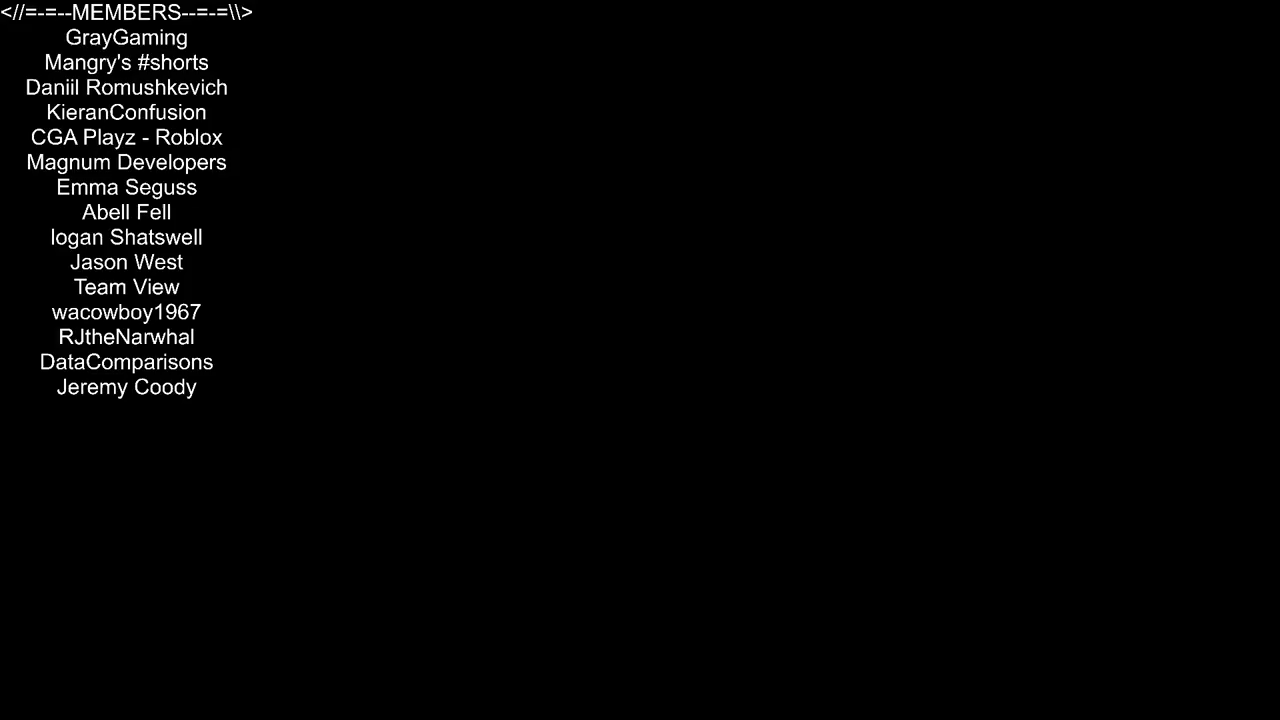 <//=-=--MEMBERS--=-=\\>
GrayGaming
Mangry's #shorts
Daniil Romushkevich
KieranConfusion
CGA Playz - Roblox
Magnum Developers
Emma Seguss
Abell Fell
logan Shatswell
Jason West
Team View
wacowboy1967
RJtheNarwhal
DataComparisons
Jeremy Coody